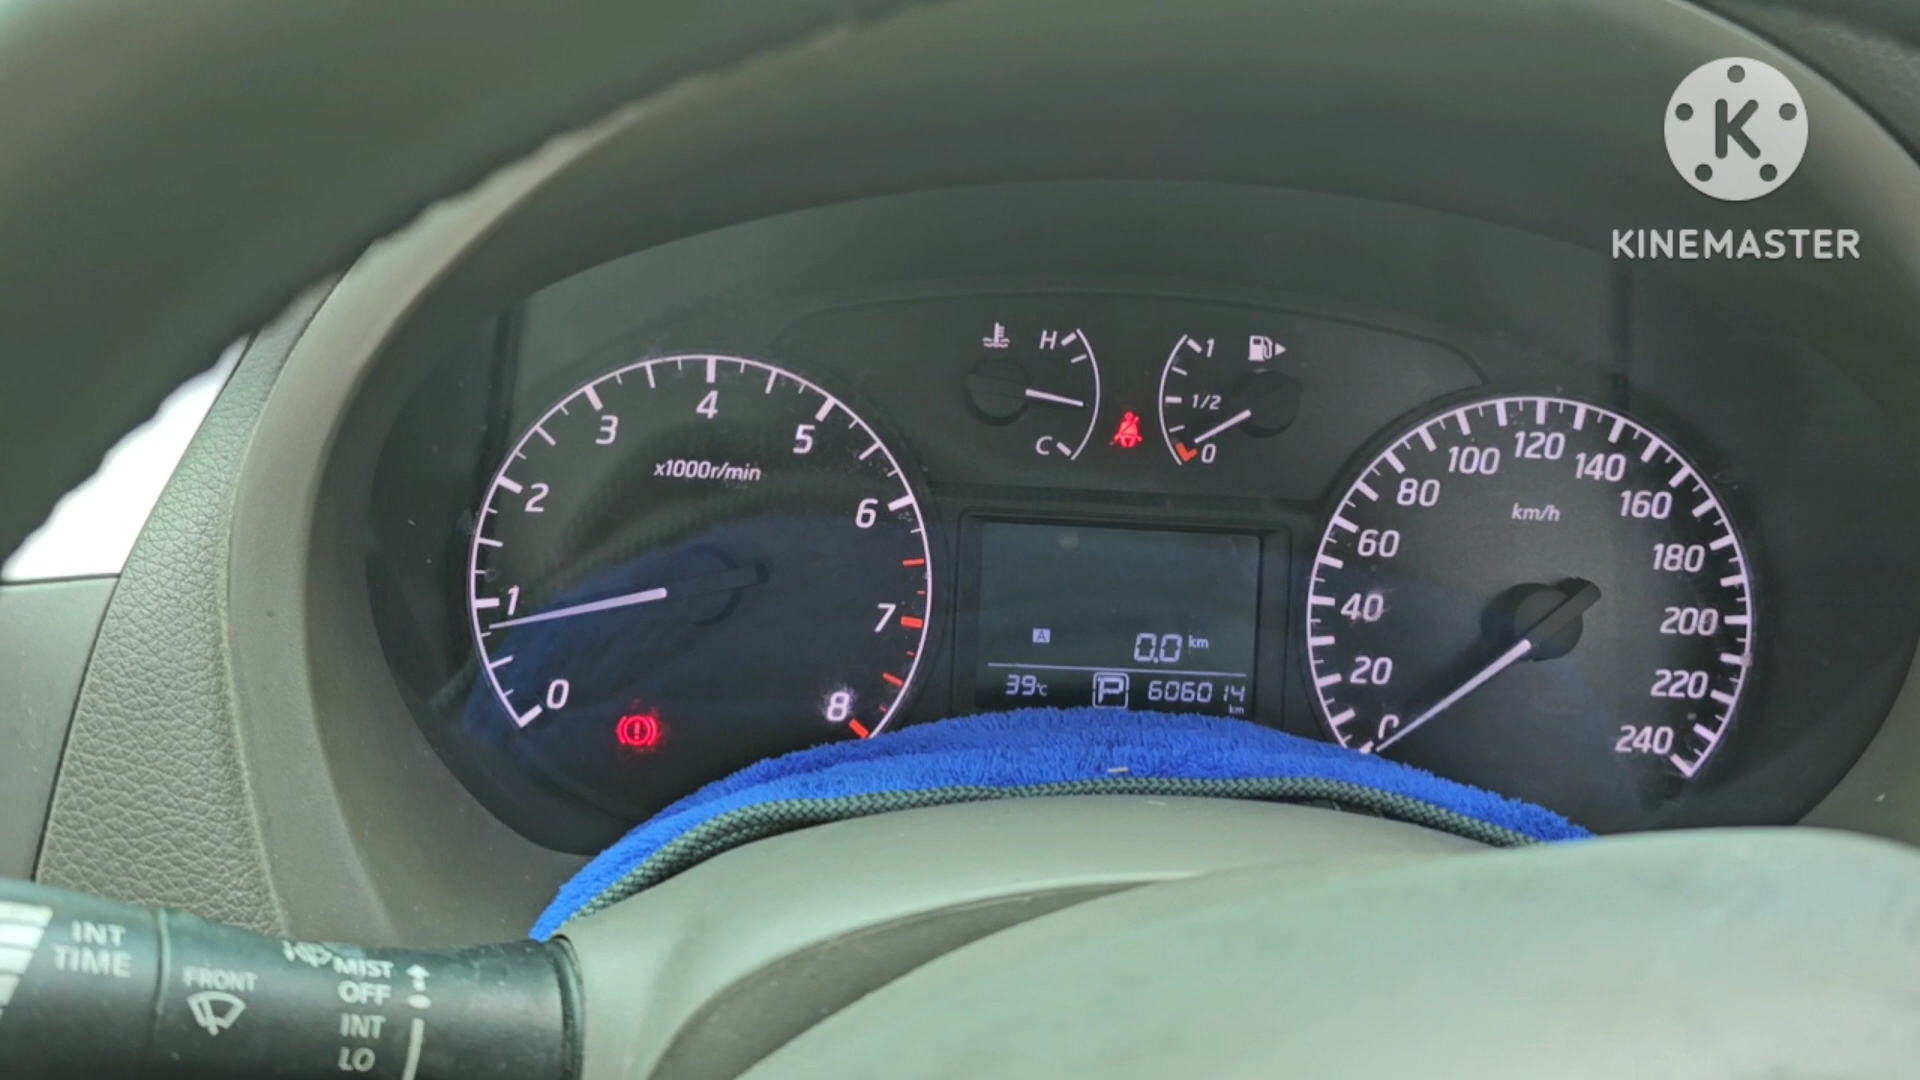 K
KINEMASTER
H
C
1
1/2
0
x1000r/min
0
1
2
3
4
5
6
7
8
km/h
0
20
40
60
80
100
120
140
160
180
200
220
240
A
0.0 km
39°C P 606014 km
INT
TIME
FRONT
MIST
OFF
INT
LO